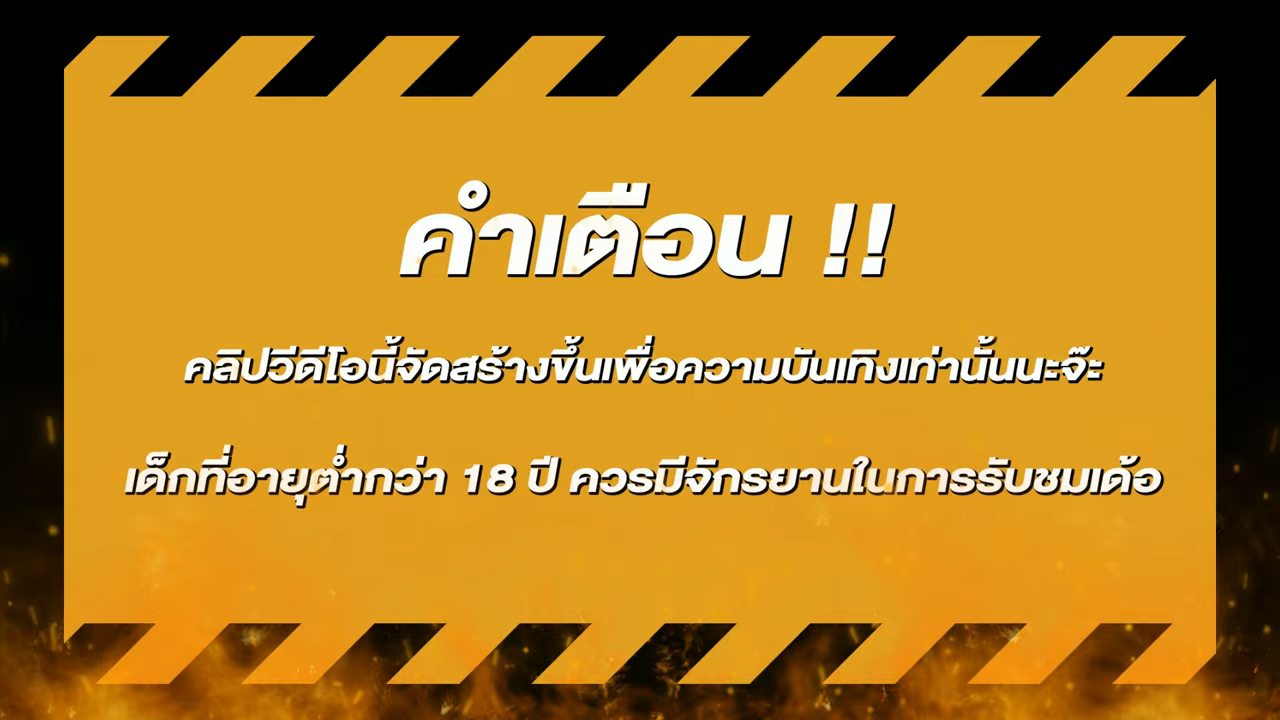 คำเตือน !!
คลิปวีดีโอนี้จัดสร้างขึ้นเพื่อความบันเทิงเท่านั้นนะจ๊ะ
เด็กที่อายุต่ำกว่า 18 ปี ควรมีจักรยานในการรับชมเด้อ